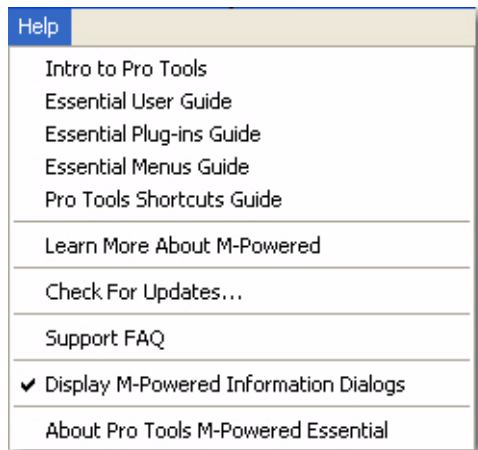 Help
Intro to Pro Tools
Essential User Guide
Essential Plug-ins Guide
Essential Menus Guide
Pro Tools Shortcuts Guide
Learn More About M-Powered
Check For Updates...
Support FAQ
Display M-Powered Information Dialogs
About Pro Tools M-Powered Essential